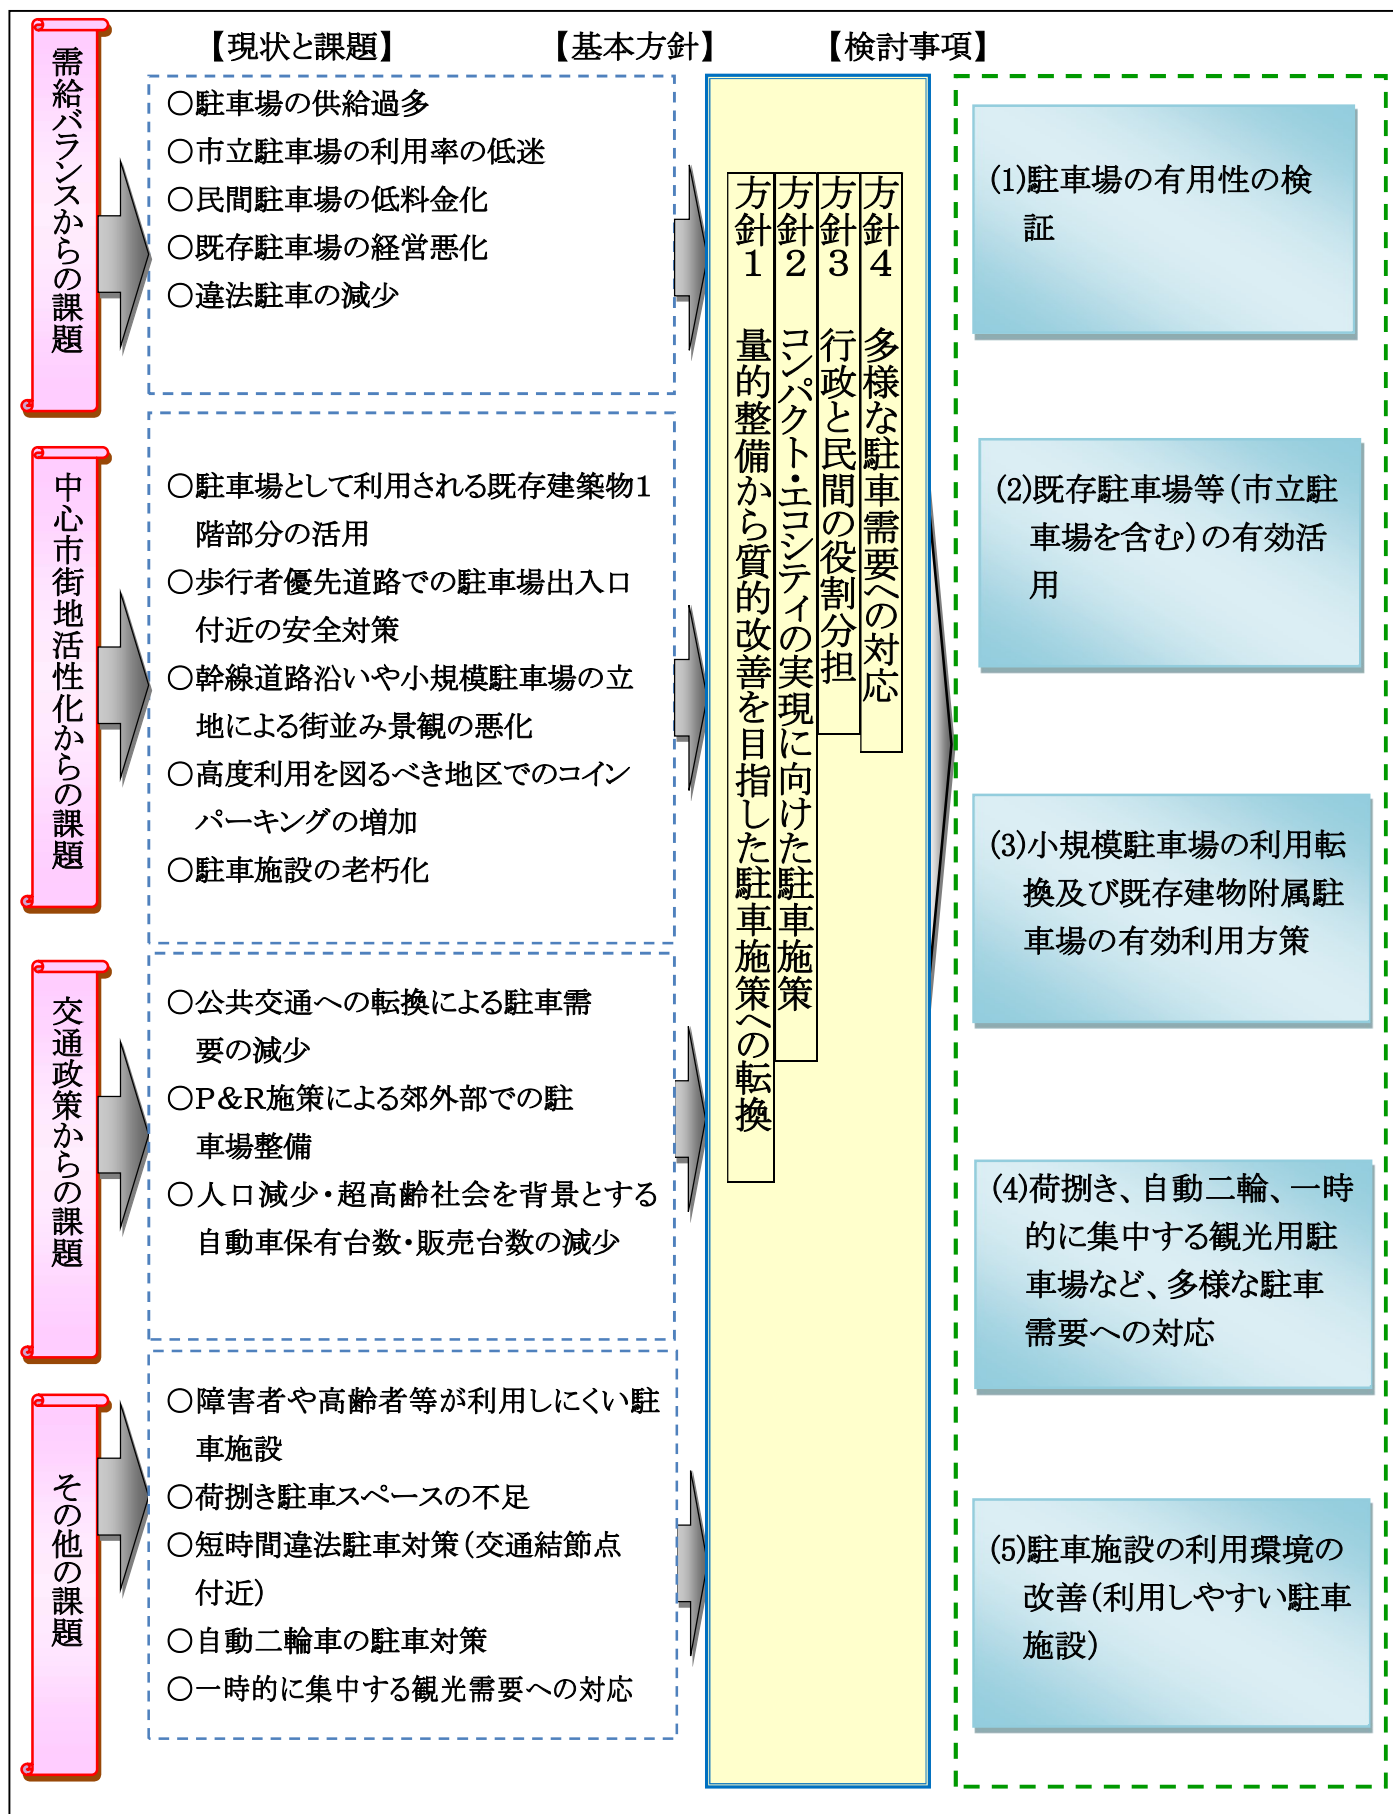 【現状と課題】
【基本方針】
【検討事項】
需給バランスからの課題
○駐車場の供給過多
○市立駐車場の利用率の低迷
○民間駐車場の低料金化
○既存駐車場の経営悪化
○違法駐車の減少
中心市街地活性化からの課題
○駐車場として利用される既存建築物1
階部分の活用
○歩行者優先道路での駐車場出入口
付近の安全対策
○幹線道路沿いや小規模駐車場の立
地による街並み景観の悪化
○高度利用を図るべき地区でのコイン
パーキングの増加
○駐車施設の老朽化
交通政策からの課題
○公共交通への転換による駐車需
要の減少
○P&R施策による郊外部での駐
車場整備
○人口減少・超高齢社会を背景とする
自動車保有台数・販売台数の減少
その他の課題
○障害者や高齢者等が利用しにくい駐
車施設
○荷捌き駐車スペースの不足
○短時間違法駐車対策（交通結節点
付近）
○自動二輪車の駐車対策
○一時的に集中する観光需要への対応
方針1 量的整備から質的改善を目指した駐車施策への転換
方針2 コンパクト・エコシティの実現に向けた駐車施策
方針3 行政と民間の役割分担
方針4 多様な駐車需要への対応
(1)駐車場の有用性の検
証
(2)既存駐車場等（市立駐
車場を含む）の有効活
用
(3)小規模駐車場の利用転
換及び既存建物附属駐
車場の有効利用方策
(4)荷捌き、自動二輪、一時
的に集中する観光用駐
車場など、多様な駐車
需要への対応
(5)駐車施設の利用環境の
改善（利用しやすい駐車
施設）